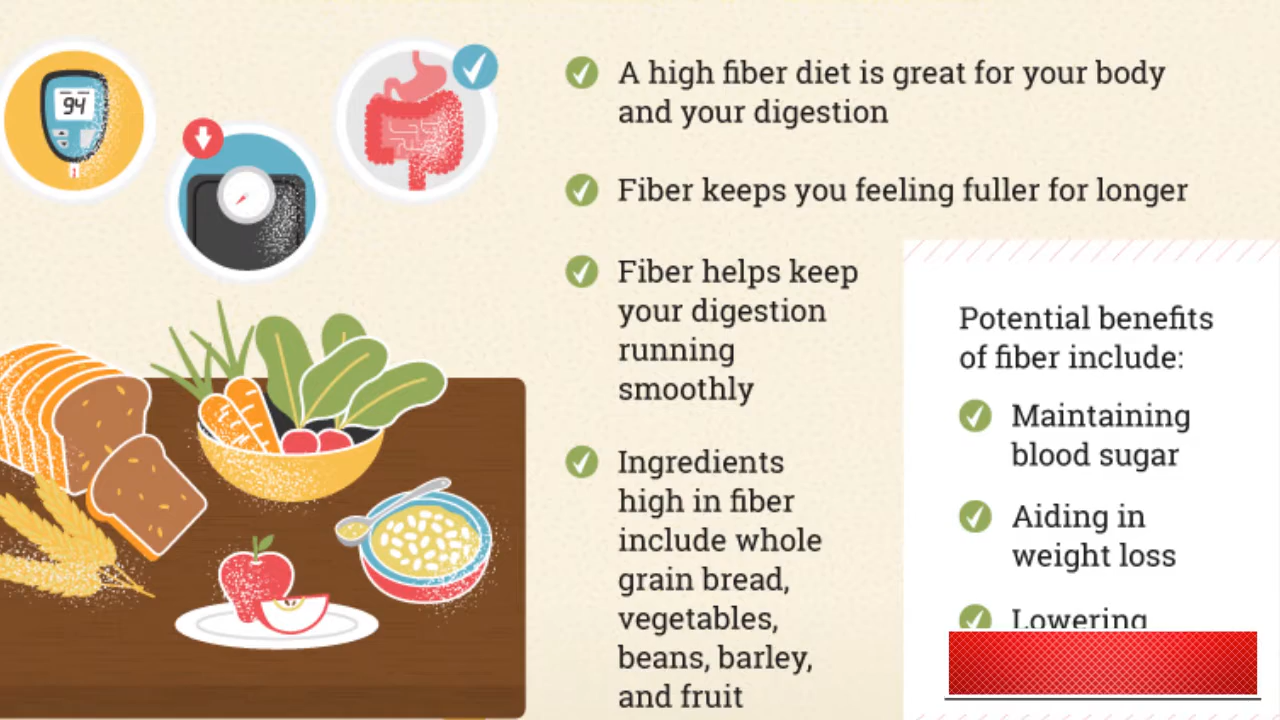 94
A high fiber diet is great for your body
and your digestion
Fiber keeps you feeling fuller for longer
Fiber helps keep
your digestion
running
smoothly
Ingredients
high in fiber
include whole
grain bread,
vegetables,
beans, barley,
and fruit
Potential benefits
of fiber include:
Maintaining
blood sugar
Aiding in
weight loss
Lowering